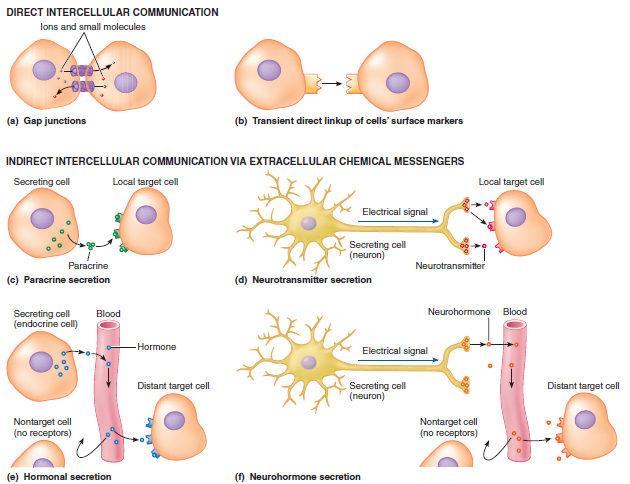 DIRECT INTERCELLULAR COMMUNICATION
Ions and small molecules
(a) Gap junctions
(b) Transient direct linkup of cells' surface markers
INDIRECT INTERCELLULAR COMMUNICATION VIA EXTRACELLULAR CHEMICAL MESSENGERS
Secreting cell
Local target cell
Paracrine
(c) Paracrine secretion
Electrical signal
Local target cell
Secreting cell
(neuron)
Neurotransmitter
(d) Neurotransmitter secretion
Secreting cell
(endocrine cell)
Blood
Hormone
Distant target cell
Nontarget cell
(no receptors)
(e) Hormonal secretion
Neurohormone
Blood
Electrical signal
Secreting cell
(neuron)
Distant target cell
Nontarget cell
(no receptors)
(f) Neurohormone secretion